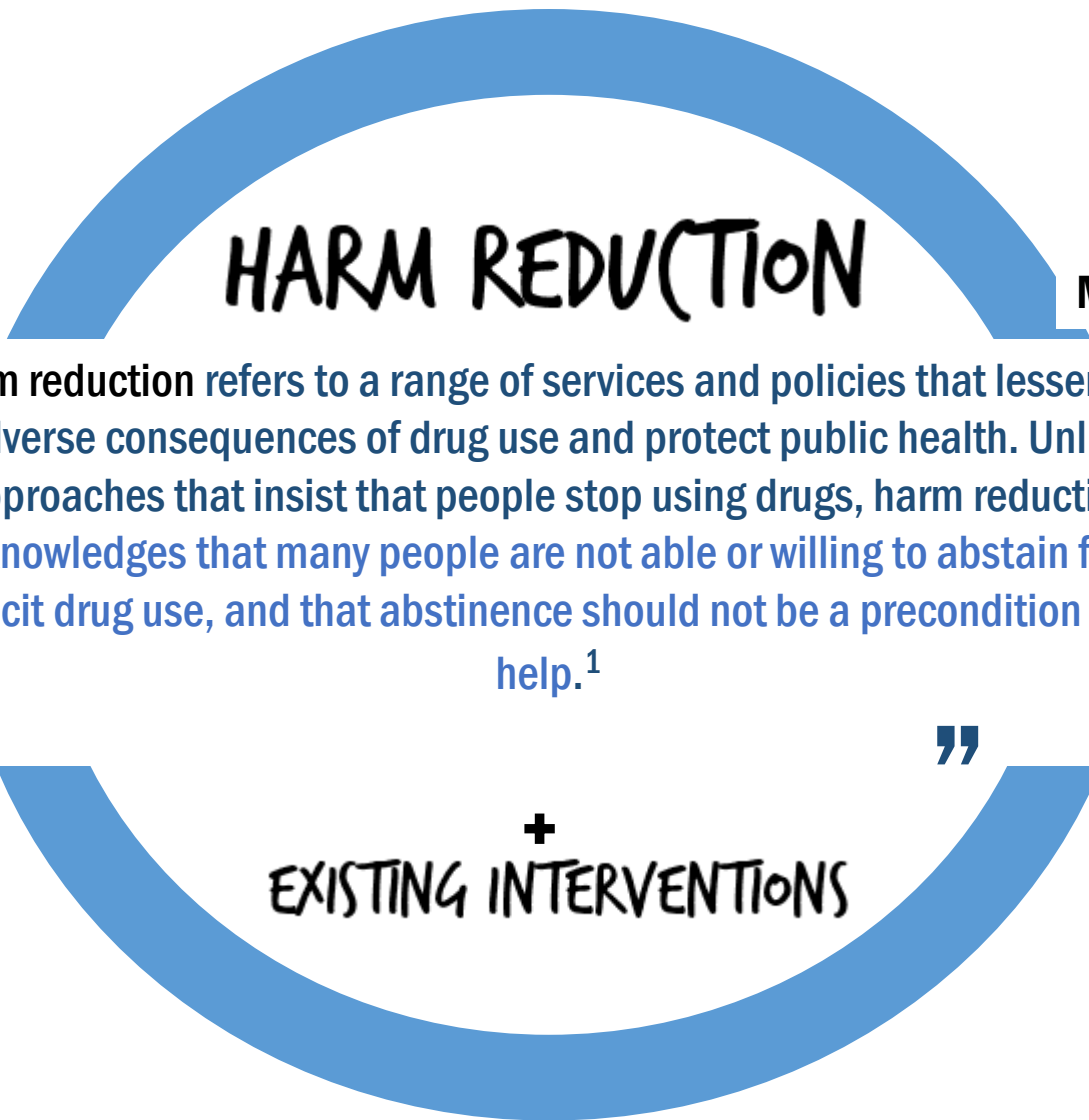 HARM REDUCTION
M
m reduction refers to a range of services and policies that lessen
verse consequences of drug use and protect public health. Unl
proaches that insist that people stop using drugs, harm reducti
nowledges that many people are not able or willing to abstain f
cit drug use, and that abstinence should not be a precondition
help.¹
”
+
EXISTING INTERVENTIONS